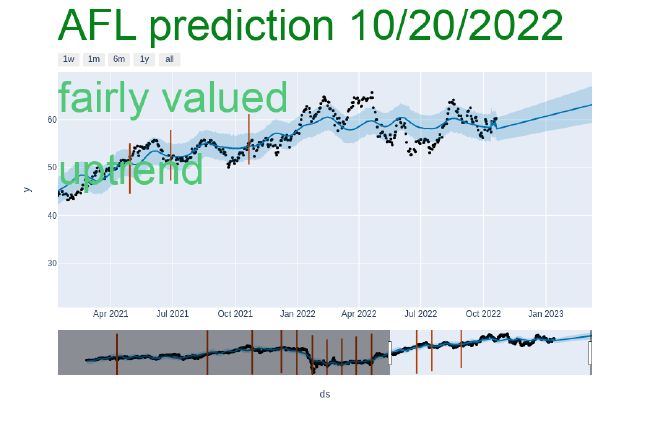 AFL prediction 10/20/2022
1w 1m 6m 1y all
fairly valued
60
uptrend
50
40
30
y
Apr 2021 Jul 2021 Oct 2021 Jan 2022 Apr 2022 Jul 2022 Oct 2022 Jan 2023
ds